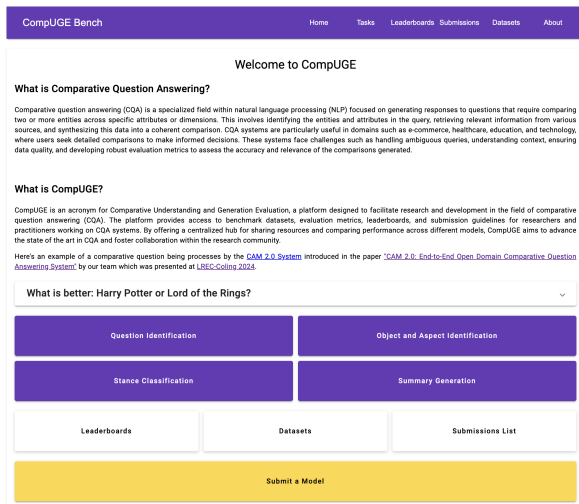 CompUGE Bench
Home Tasks Leaderboards Submissions Datasets About
Welcome to CompUGE
What is Comparative Question Answering?
Comparative question answering (CQA) is a specialized field within natural language processing (NLP) focused on generating responses to questions that require comparing
two or more entities across specific attributes or dimensions. This involves identifying the entities and attributes in the query, retrieving relevant information from various
sources, and synthesizing this data into a coherent comparison. CQA systems are particularly useful in domains such as e-commerce, healthcare, education, and technology,
where users seek detailed comparisons to make informed decisions. These systems face challenges such as handling ambiguous queries, understanding context, ensuring
data quality, and developing robust evaluation metrics to assess the accuracy and relevance of the comparisons generated.
What is CompUGE?
CompUGE is an acronym for Comparative Understanding and Generation Evaluation, a platform designed to facilitate research and development in the field of comparative
question answering (CQA). The platform provides access to benchmark datasets, evaluation metrics, leaderboards, and submission guidelines for researchers and
practitioners working on CQA systems. By offering a centralized hub for sharing resources and comparing performance across different models, CompUGE aims to advance
the state of the art in CQA and foster collaboration within the research community.
Here's an example of a comparative question being processes by the CAM 2.0 System introduced in the paper "CAM 2.0: End-to-End Open Domain Comparative Question
Answering System" by our team which was presented at LREC-Coling 2024.
What is better: Harry Potter or Lord of the Rings?
Question Identification
Object and Aspect Identification
Stance Classification
Summary Generation
Leaderboards
Datasets
Submissions List
Submit a Model